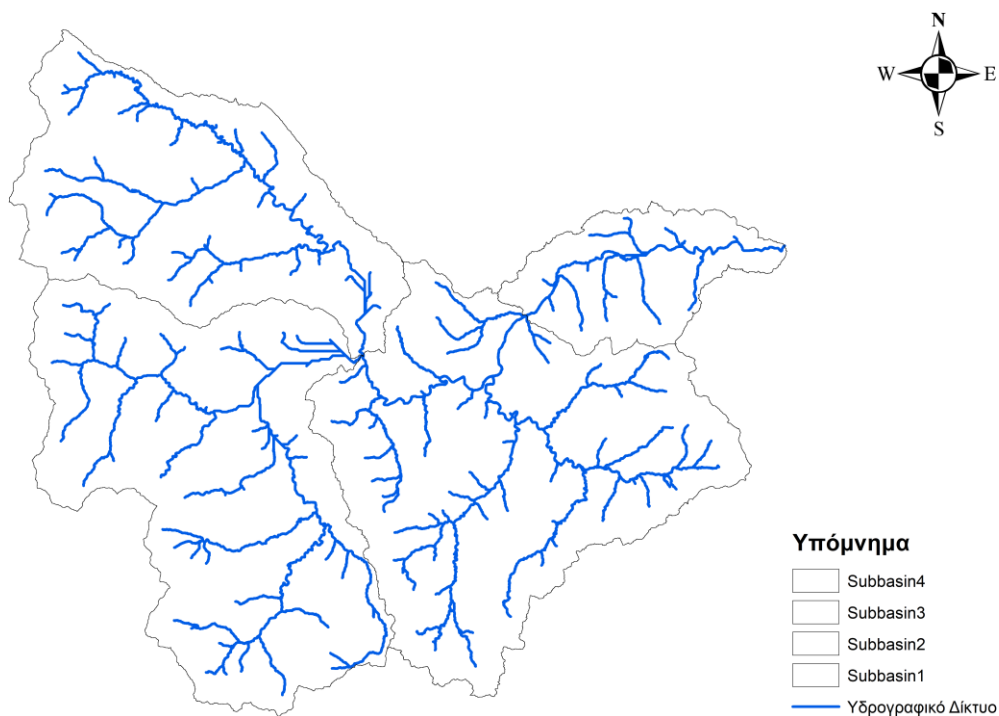 N
W E
S
Υπόμνημα
Subbasin4
Subbasin3
Subbasin2
Subbasin1
Υδρογραφικό Δίκτυο